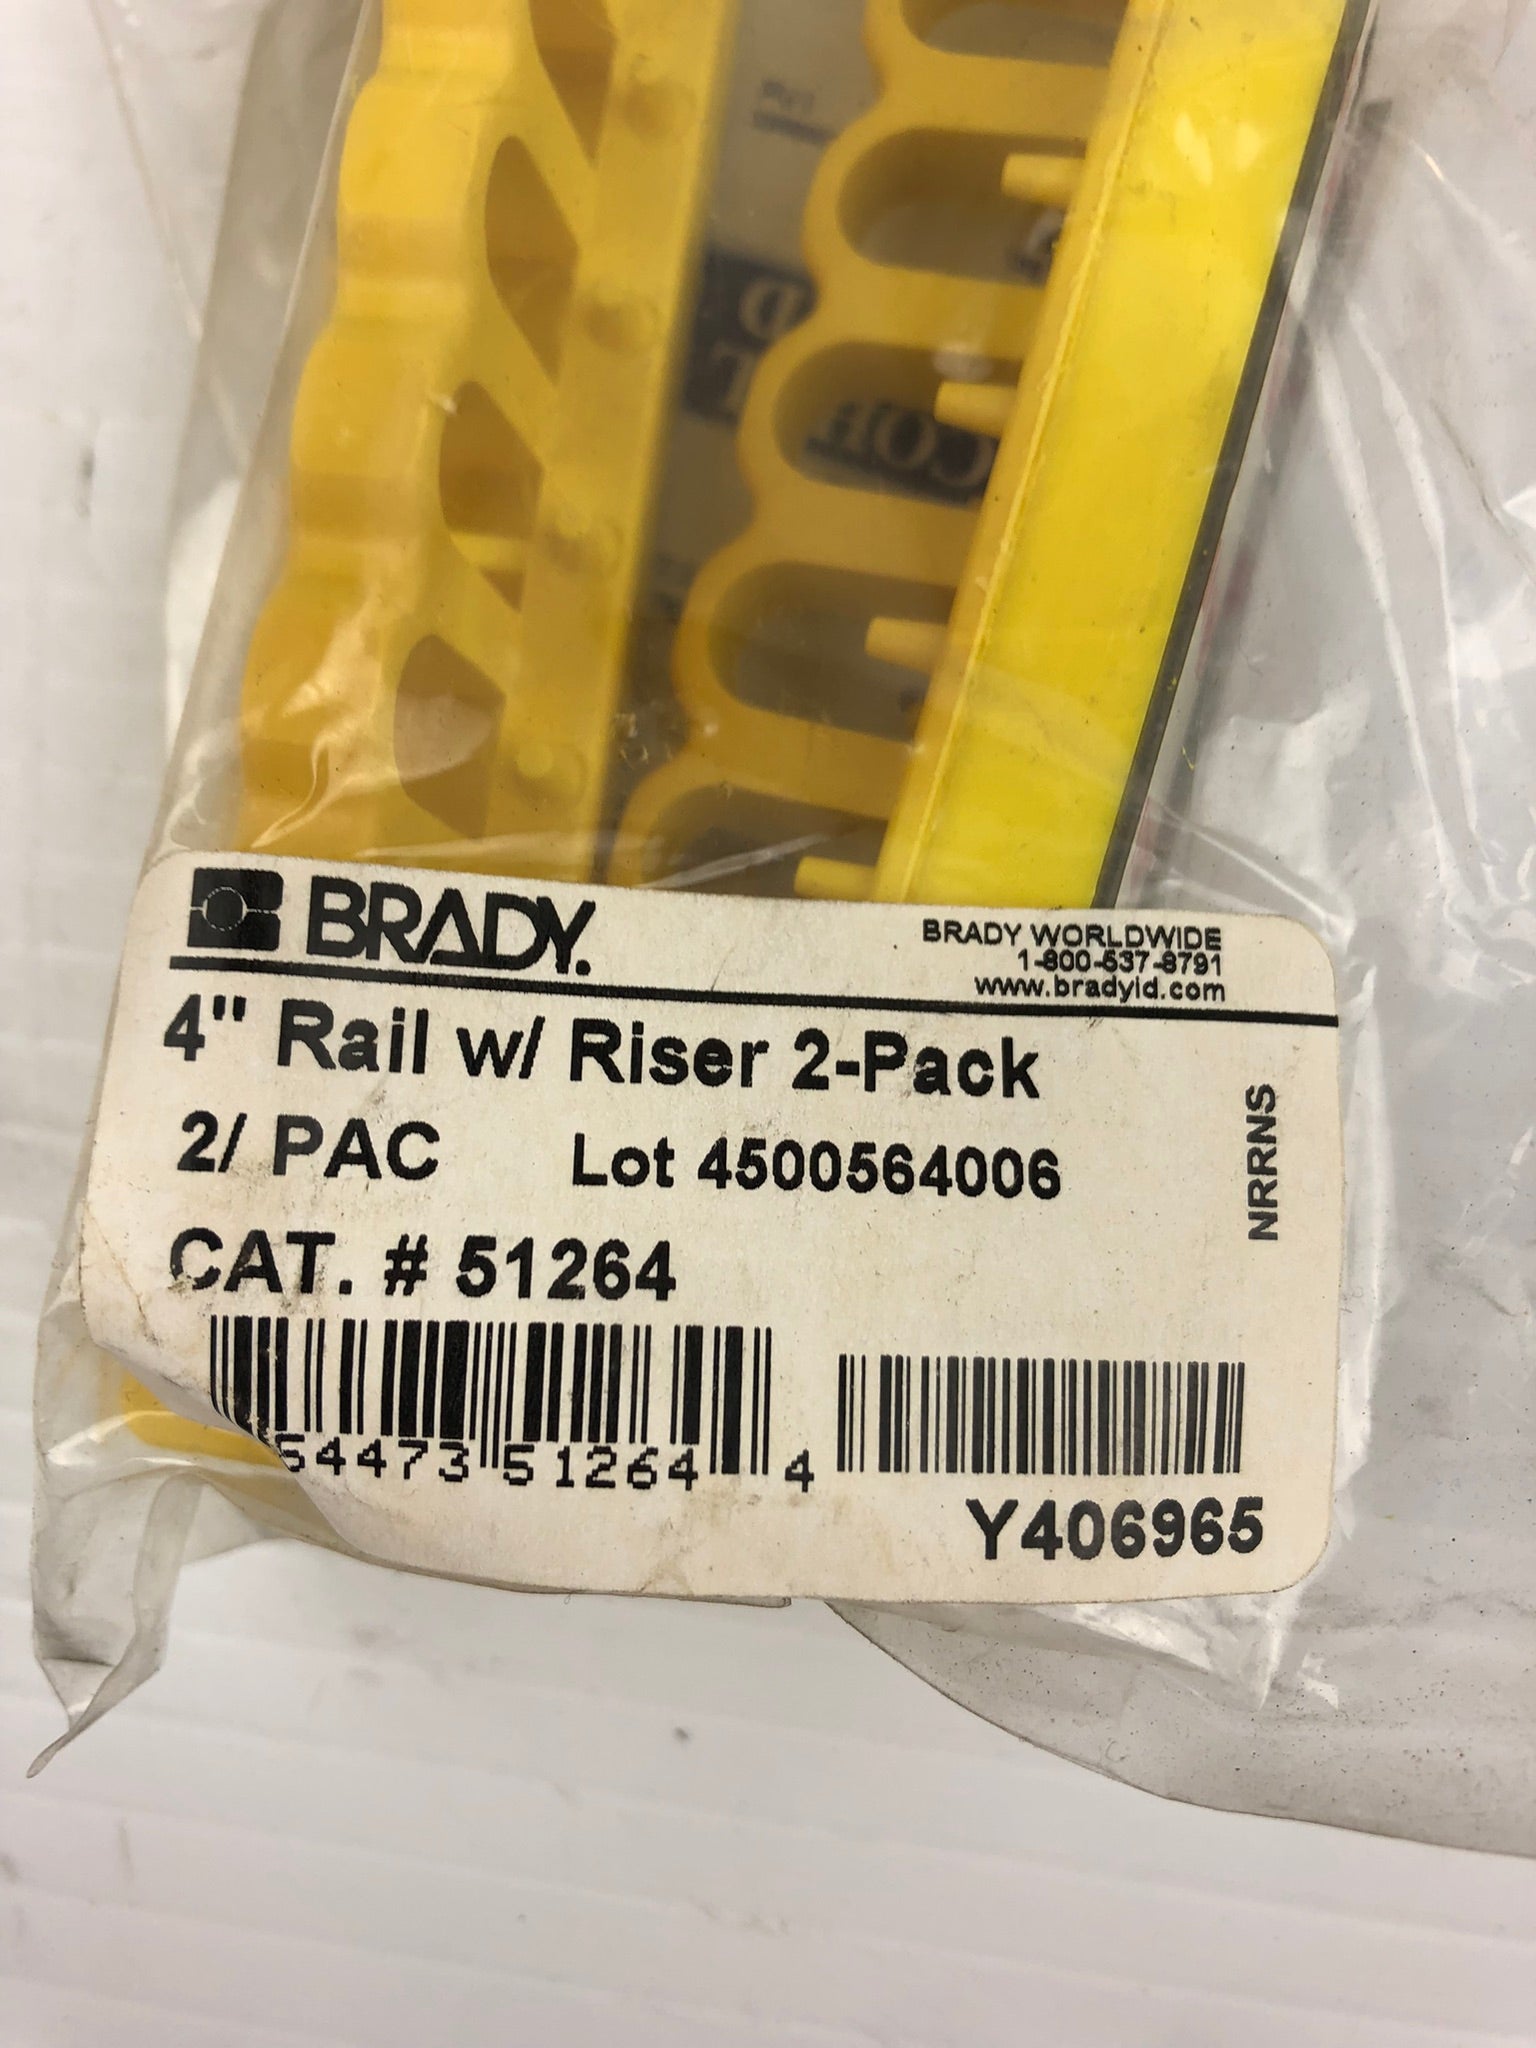 BRADY.
BRADY WORLDWIDE
1-800-537-8791
www.bradyid.com
4" Rail w/ Riser 2-Pack
2/ PAC Lot 4500564006
NRRNS
CAT. # 51264
54473 51264 4
Y406965